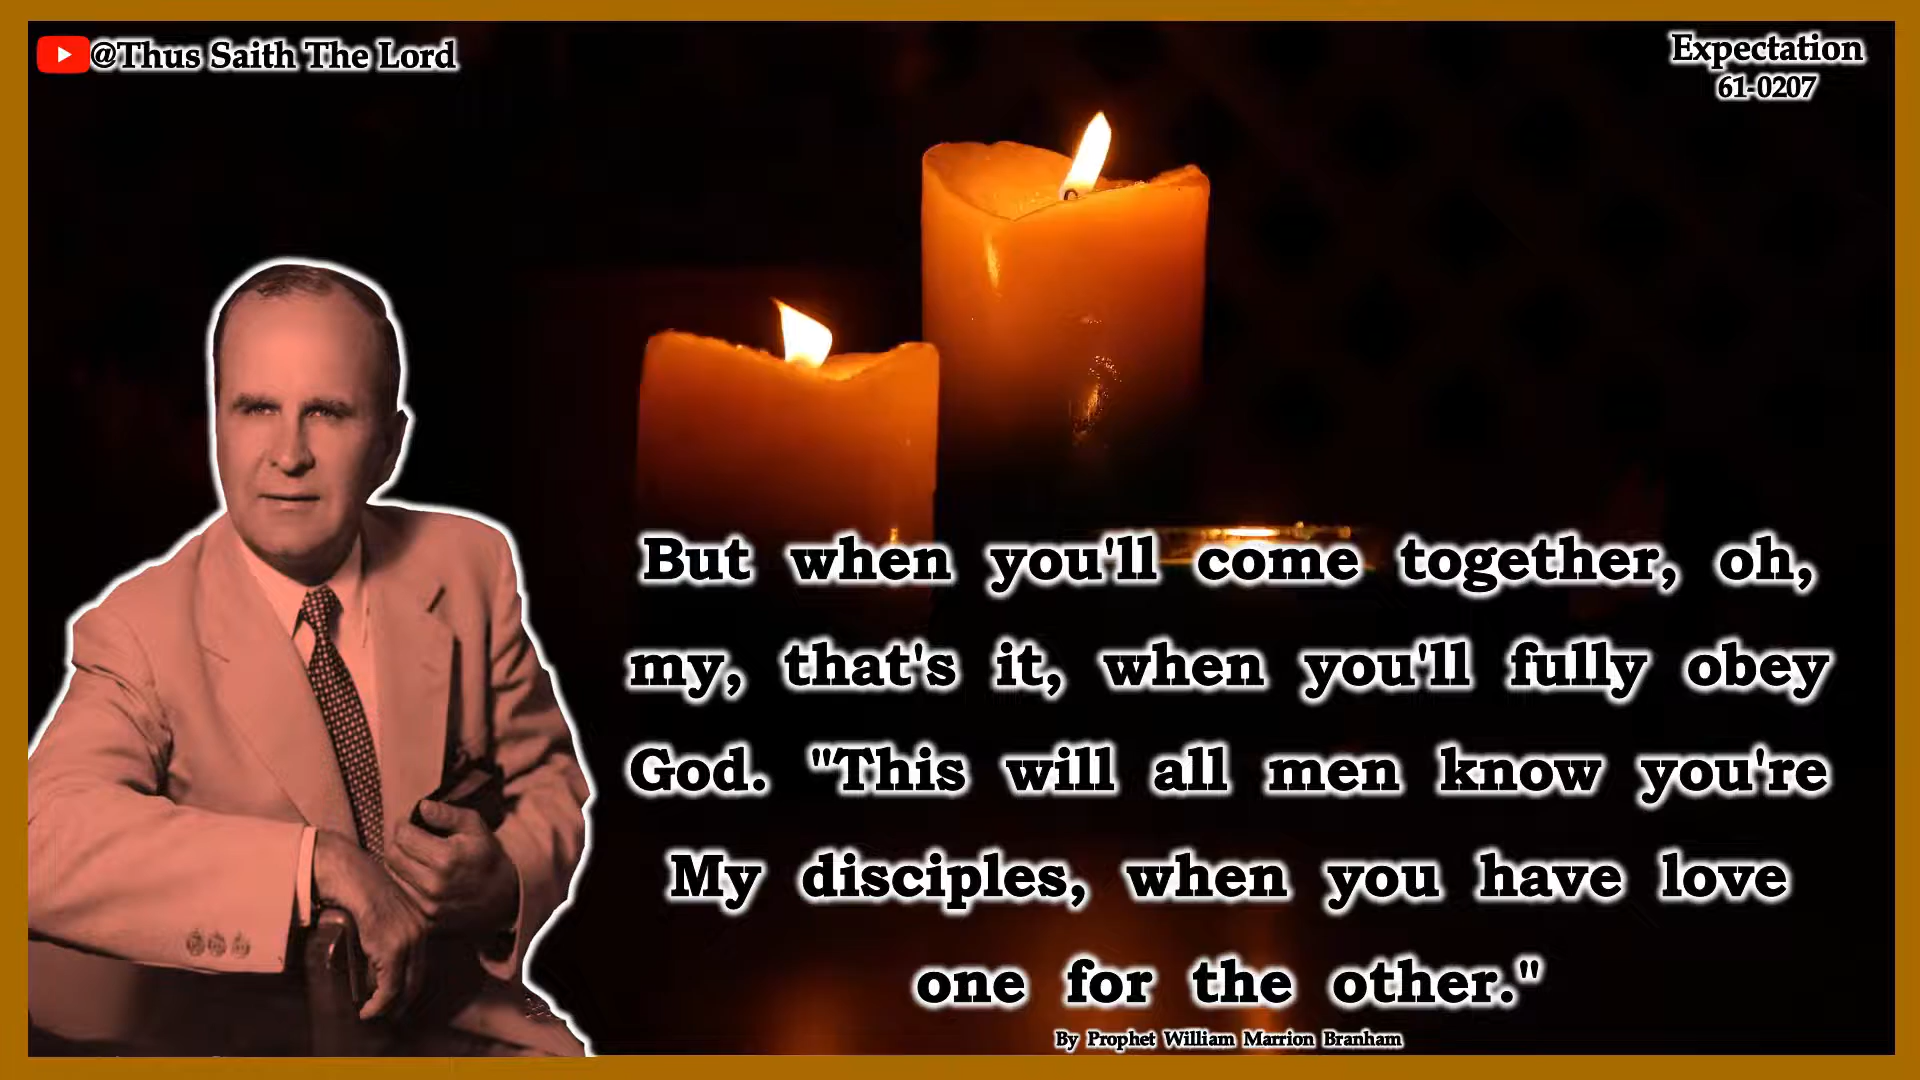 @Thus Saith The Lord
Expectation
61-0207
But when you'll come together, oh,
my, that's it, when you'll fully obey
God. "This will all men know you're
My disciples, when you have love
one for the other."
By Prophet William Marrion Branham